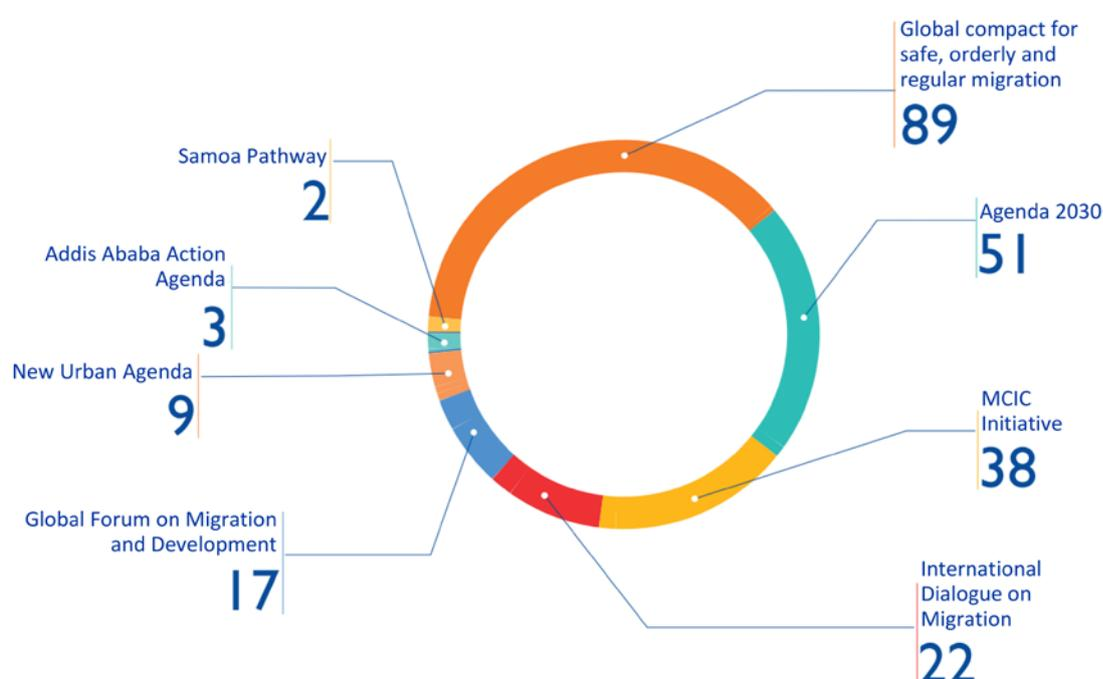 Global compact for
safe, orderly and
regular migration
89
Samoa Pathway
2
Agenda 2030
51
Addis Ababa Action
Agenda
3
New Urban Agenda
9
MCIC
Initiative
38
Global Forum on Migration
and Development
17
International
Dialogue on
Migration
22